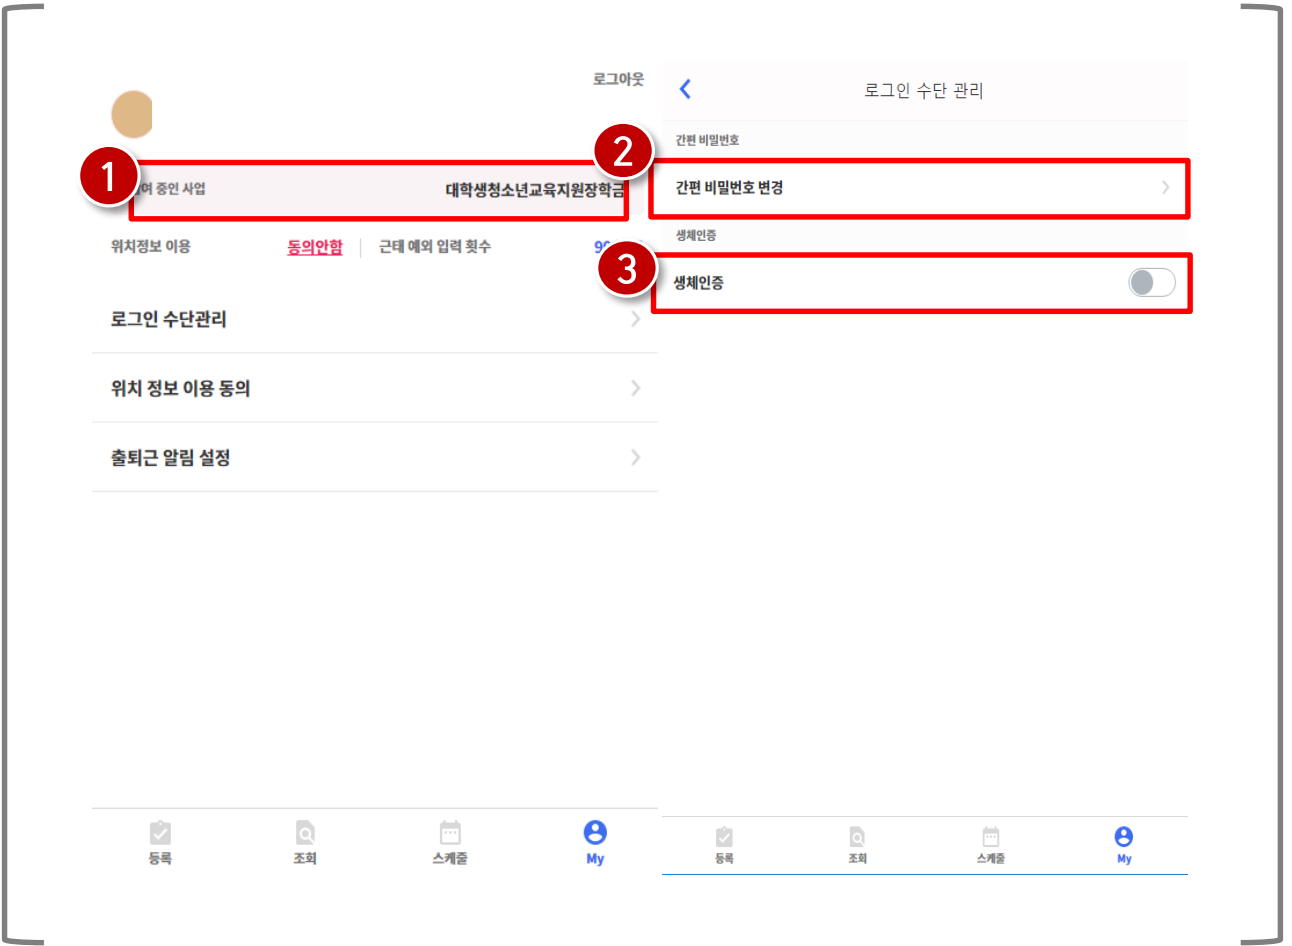 로그아웃
1
여 중인 사업
대학생청소년교육지원장학금
위치정보 이용
동의안함
근태 예외 입력 횟수
로그인 수단관리
위치 정보 이용 동의
출퇴근 알림 설정
등록
조회
스케줄
My
로그인 수단 관리
간편 비밀번호
2
간편 비밀번호 변경
생체인증
3
생체인증
등록
조회
스케줄
My